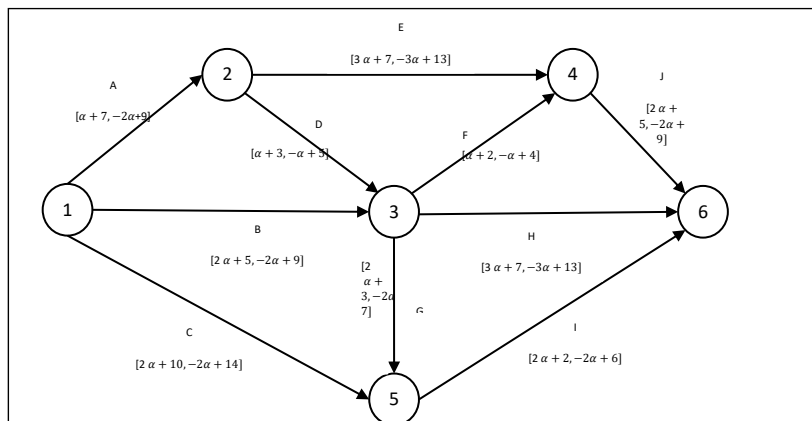 E
[3 α + 7, −3α + 13]
2
4
A
J
[α + 7, −2α+9]
[2 α +
5, −2α +
9]
D
F
[α + 3, −α + 5]
[α + 2, −α + 4]
1
3
6
B
H
[2 α + 5, −2α + 9]
[3 α + 7, −3α + 13]
[2
α +
3, −2α
7]
G
C
I
[2 α + 10, −2α + 14]
[2 α + 2, −2α + 6]
5